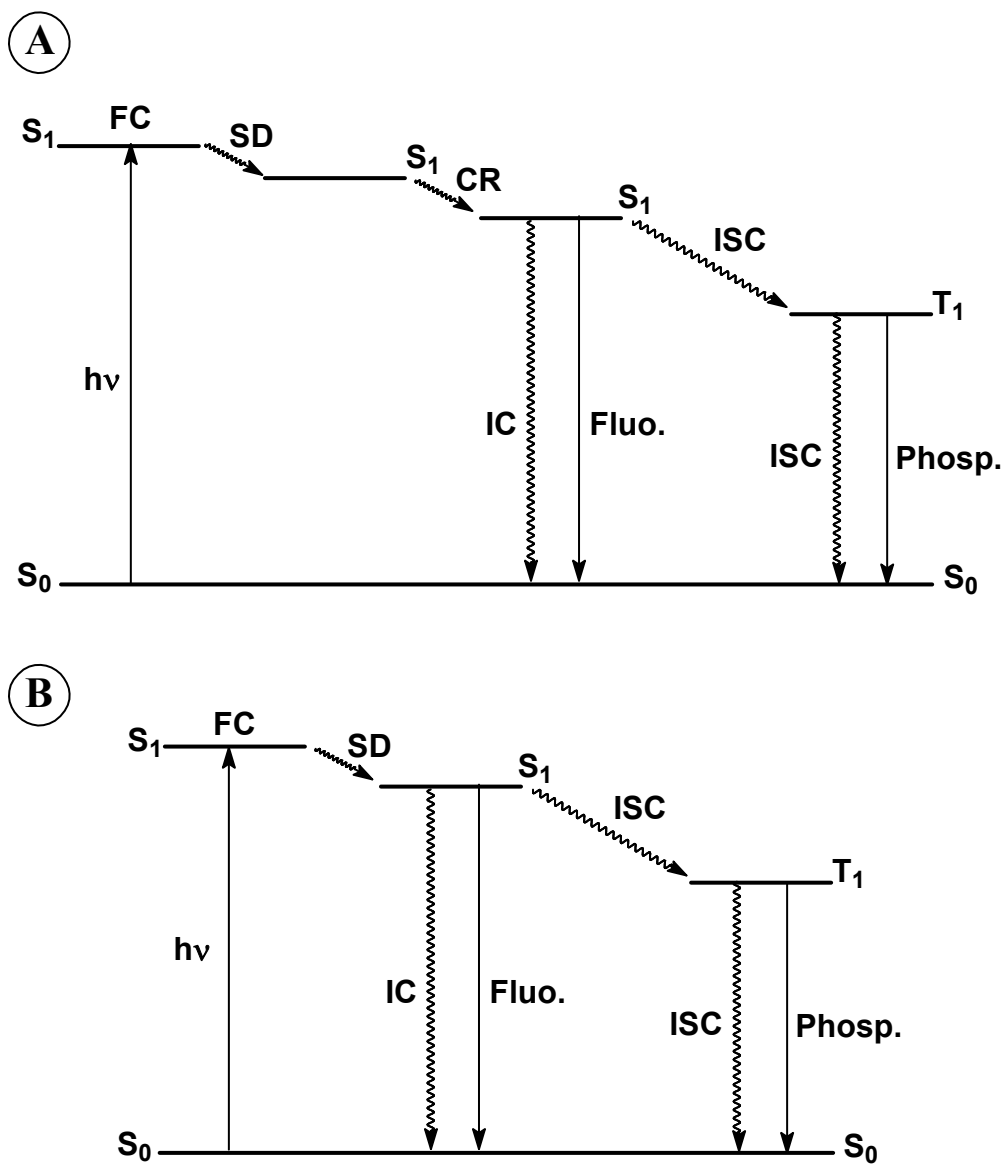 A
S₁ FC SD S₁ CR S₁ ISC T₁
hν IC Fluo. ISC Phosp.
S₀ S₀
B
S₁ FC SD S₁ ISC T₁
hν IC Fluo. ISC Phosp.
S₀ S₀